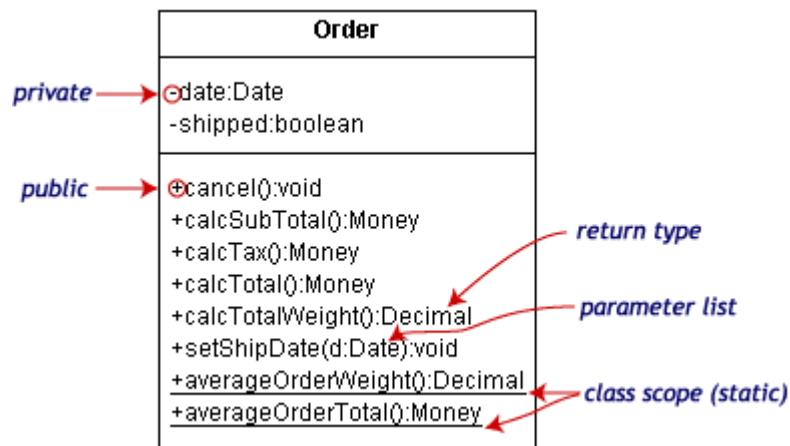 Order
private
-date:Date
-shipped:boolean
public
+cancel():void
+calcSubTotal():Money
+calcTax():Money
return type
+calcTotal():Money
+calcTotalWeight():Decimal
parameter list
+setShipDate(d:Date):void
+averageOrderWeight():Decimal
class scope (static)
+averageOrderTotal():Money